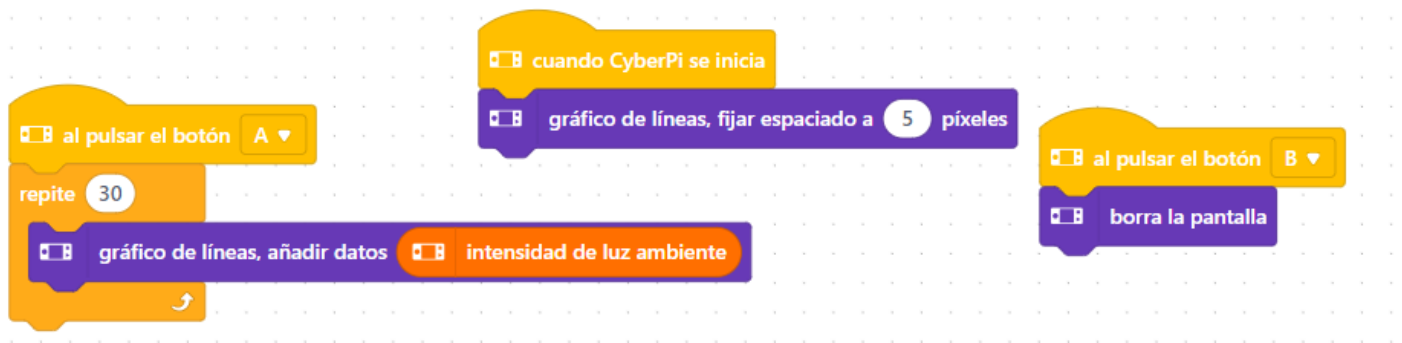 al pulsar el botón A
repite 30
gráfico de líneas, añadir datos intensidad de luz ambiente
cuando CyberPi se inicia
gráfico de líneas, fijar espaciado a 5 píxeles
al pulsar el botón B
borra la pantalla